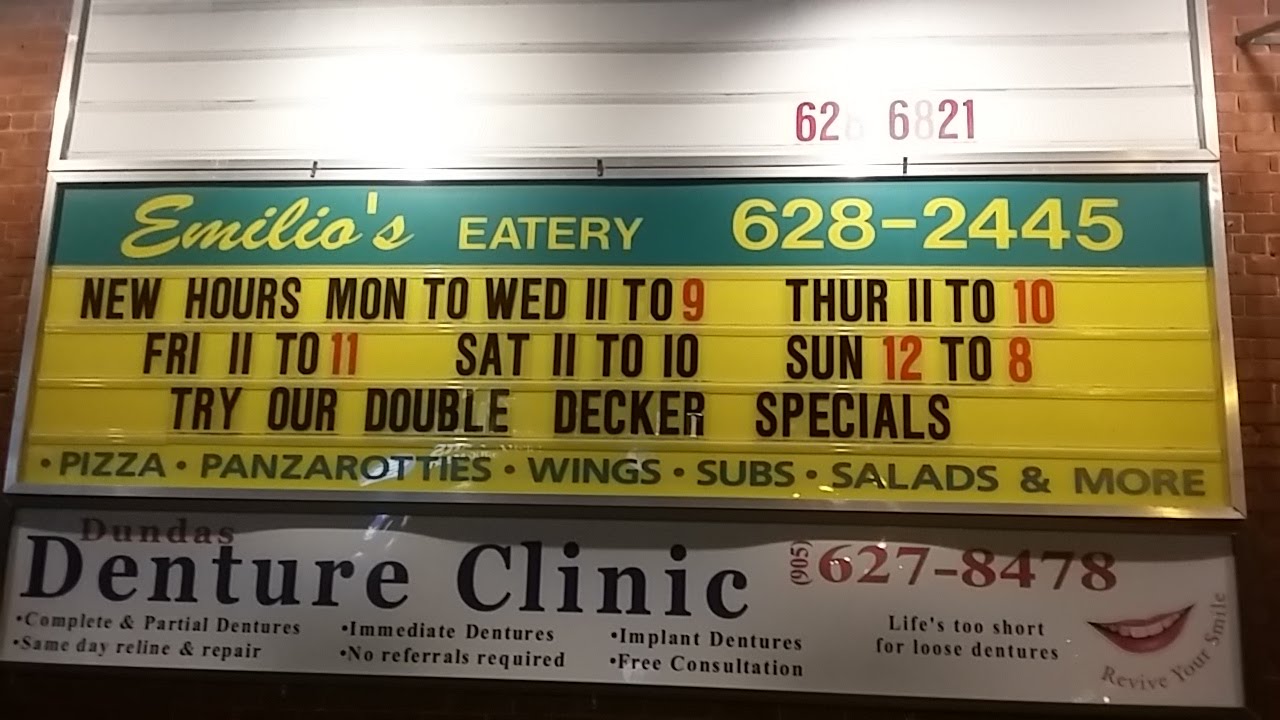 628 6821
Emilio's EATERY 628-2445
NEW HOURS MON TO WED 11 TO 9 THUR 11 TO 10
FRI 11 TO 11 SAT 11 TO 10 SUN 12 TO 8
TRY OUR DOUBLE DECKER SPECIALS
• PIZZA • PANZAROTTIES • WINGS • SUBS • SALADS & MORE
Dundas
Denture Clinic (905) 627-8478
•Complete & Partial Dentures •Immediate Dentures •Implant Dentures Life's too short
•Same day reline & repair •No referrals required •Free Consultation for loose dentures
Revive Your Smile